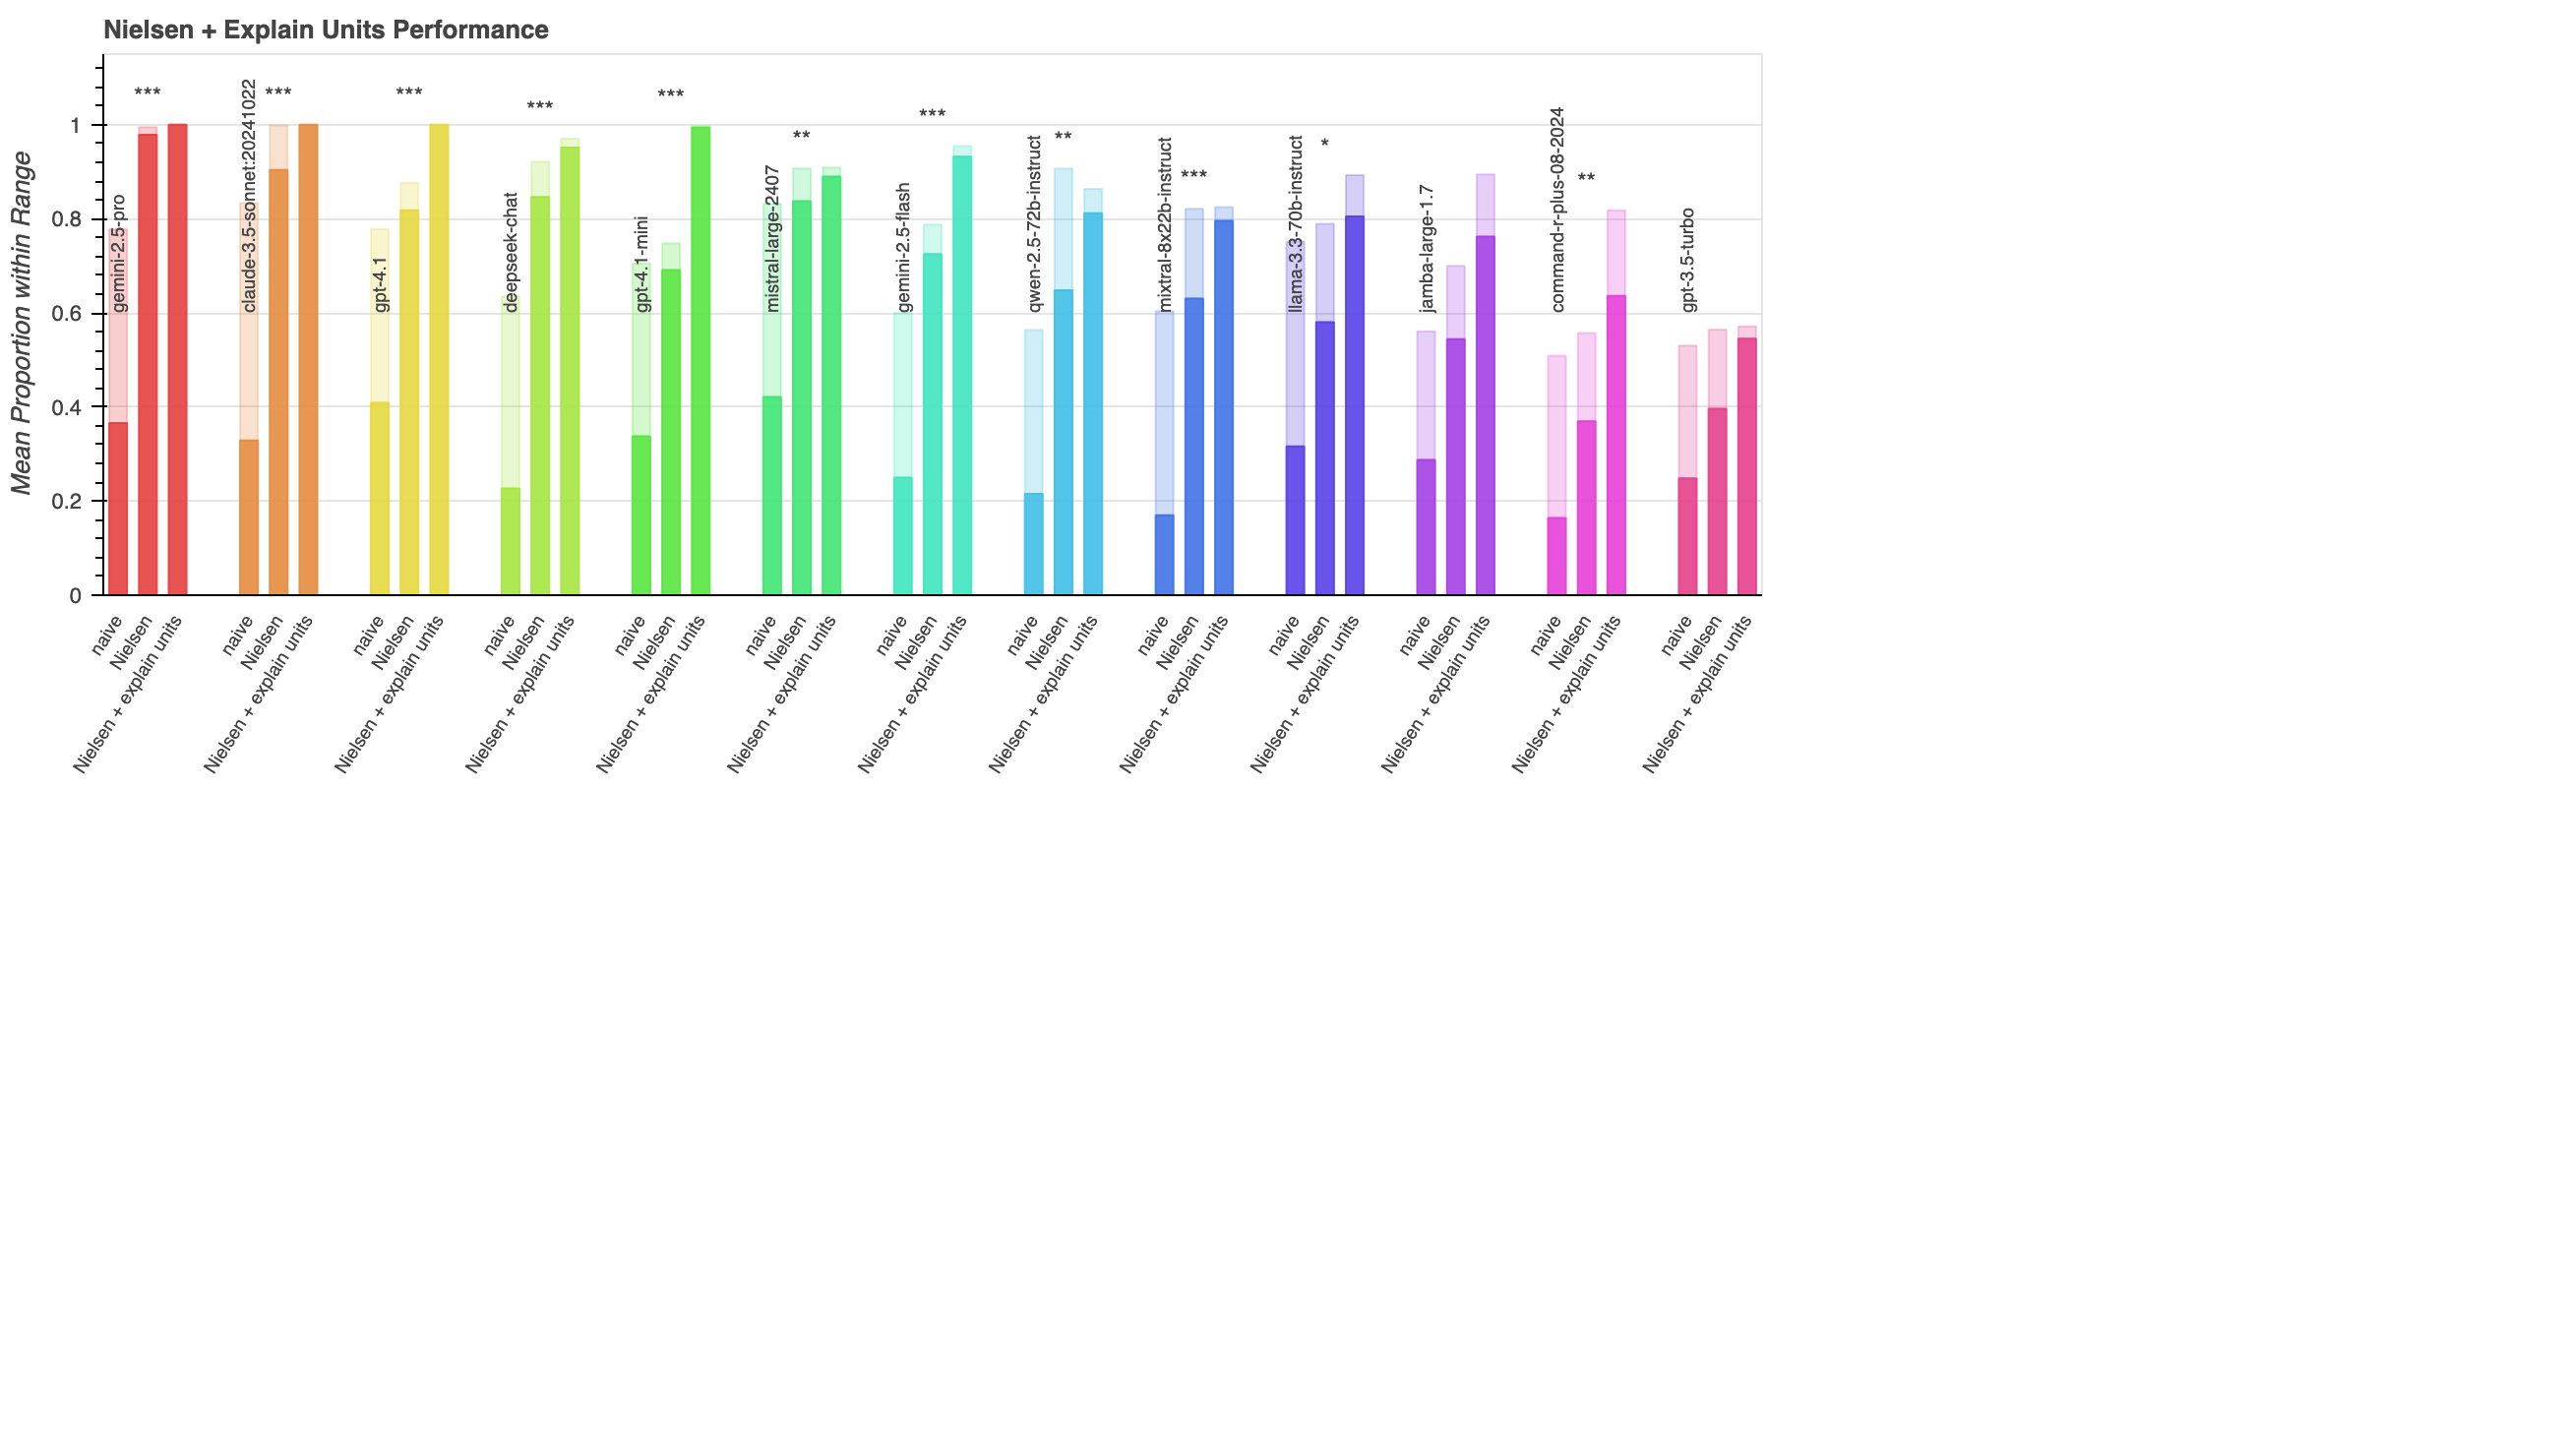 Nielsen + Explain Units Performance
Mean Proportion within Range
1
0.8
0.6
0.4
0.2
0
***
***
***
***
***
**
***
**
***
*
**
gemini-2.5-pro
claude-3.5-sonnet:20241022
gpt-4.1
deepsek-chat
gpt-4.1-mini
mistral-large-2407
gemini-2.5-flash
qwen-2.5-72b-instruct
mixtral-8x22b-instruct
llama-3.3-70b-instruct
jamba-large-1.7
command-r-plus-08-2024
gpt-3.5-turbo
naive
Nielsen
Nielsen + explain units
naive
Nielsen
Nielsen + explain units
naive
Nielsen
Nielsen + explain units
naive
Nielsen
Nielsen + explain units
naive
Nielsen
Nielsen + explain units
naive
Nielsen
Nielsen + explain units
naive
Nielsen
Nielsen + explain units
naive
Nielsen
Nielsen + explain units
naive
Nielsen
Nielsen + explain units
naive
Nielsen
Nielsen + explain units
naive
Nielsen
Nielsen + explain units
naive
Nielsen
Nielsen + explain units
naive
Nielsen
Nielsen + explain units